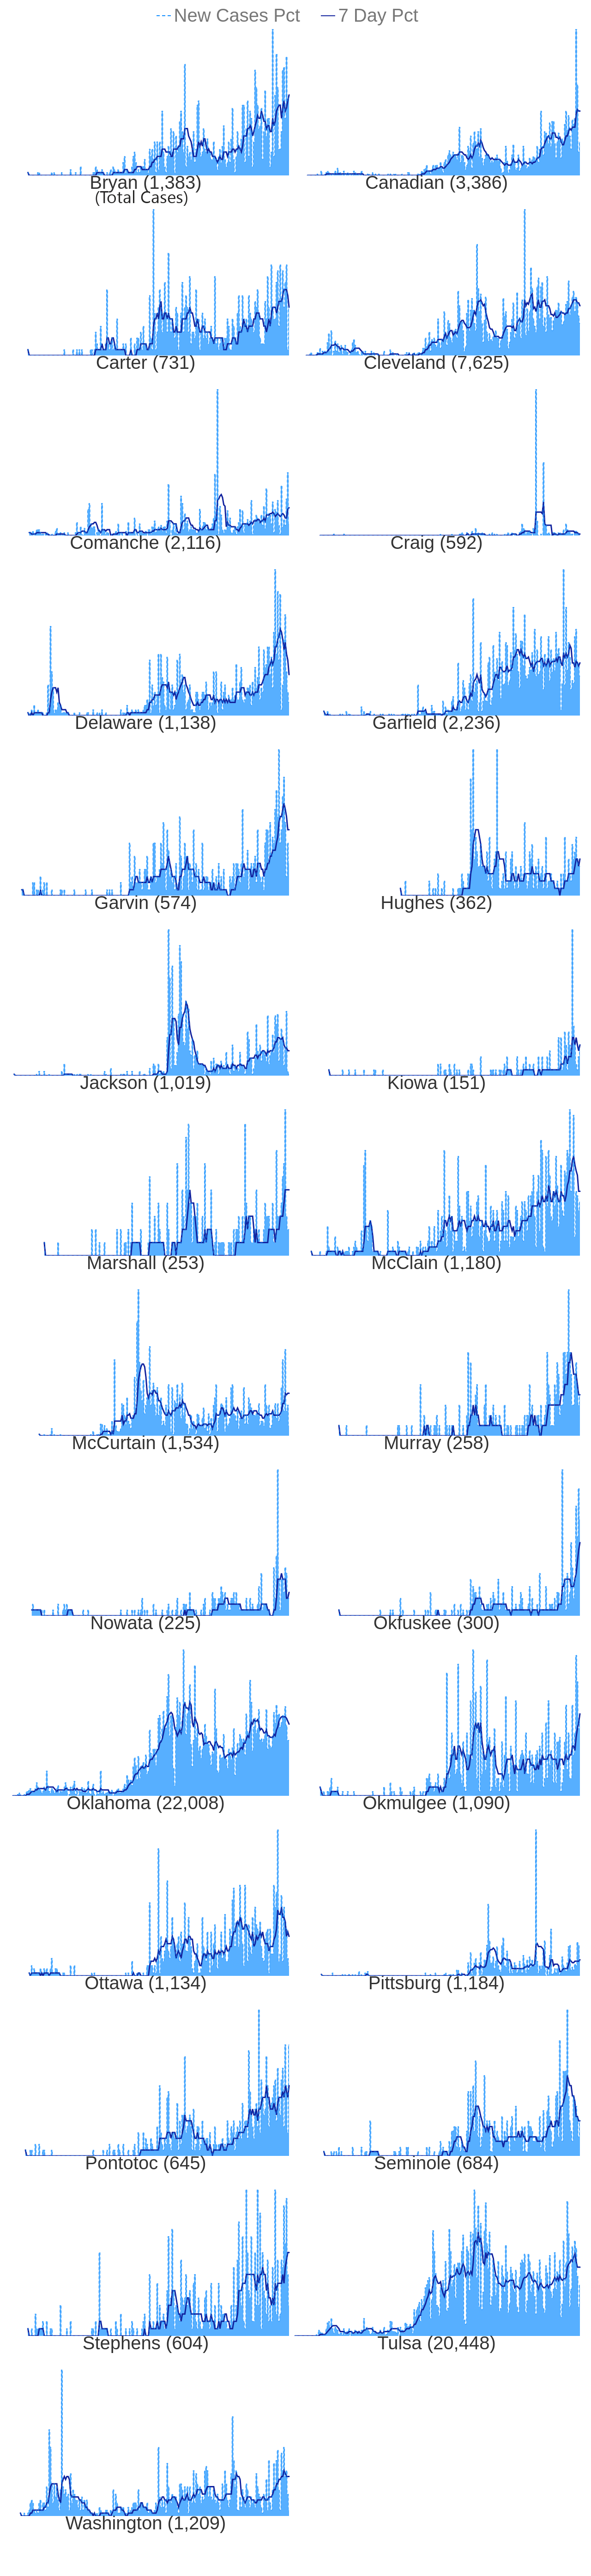 New Cases Pct 7 Day Pct
Bryan (1,383) Canadian (3,386)
(Total Cases)
Carter (731) Cleveland (7,625)
Comanche (2,116) Craig (592)
Delaware (1,138) Garfield (2,236)
Garvin (574) Hughes (362)
Jackson (1,019) Kiowa (151)
Marshall (253) McClain (1,180)
McCurtain (1,534) Murray (258)
Nowata (225) Okfuskee (300)
Oklahoma (22,008) Okmulgee (1,090)
Ottawa (1,134) Pittsburg (1,184)
Pontotoc (645) Seminole (684)
Stephens (604) Tulsa (20,448)
Washington (1,209)